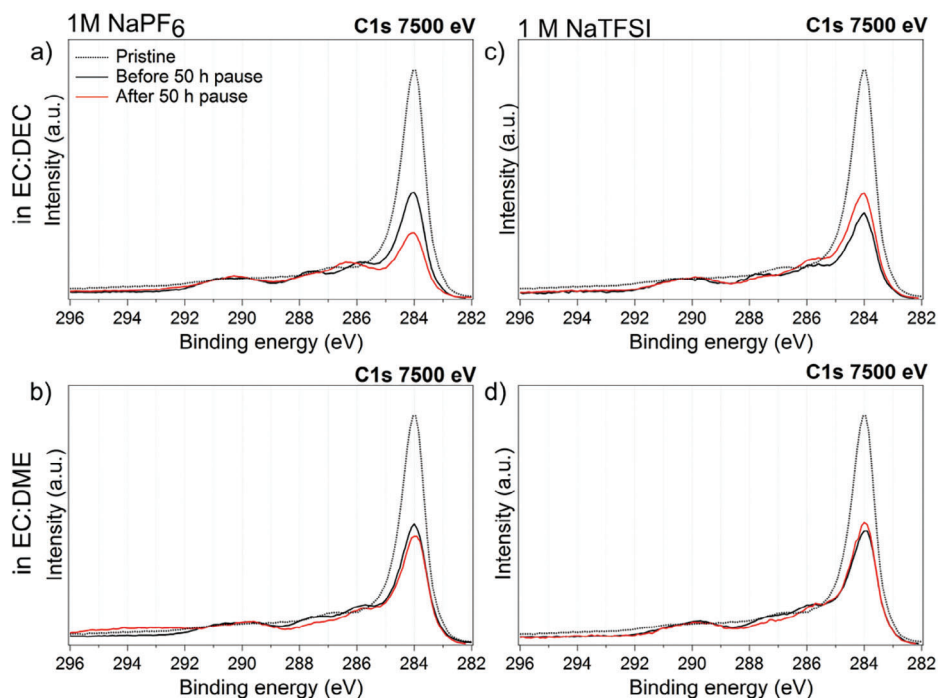 1M NaPF6
C1s 7500 eV
1 M NaTFSI
C1s 7500 eV
a)
Pristine
Before 50 h pause
After 50 h pause
c)
in EC:DEC
Intensity (a.u.)
Intensity (a.u.)
296 294 292 290 288 286 284 282
Binding energy (eV)
296 294 292 290 288 286 284 282
Binding energy (eV)
b)
C1s 7500 eV
d)
C1s 7500 eV
in EC:DME
Intensity (a.u.)
Intensity (a.u.)
296 294 292 290 288 286 284 282
Binding energy (eV)
296 294 292 290 288 286 284 282
Binding energy (eV)